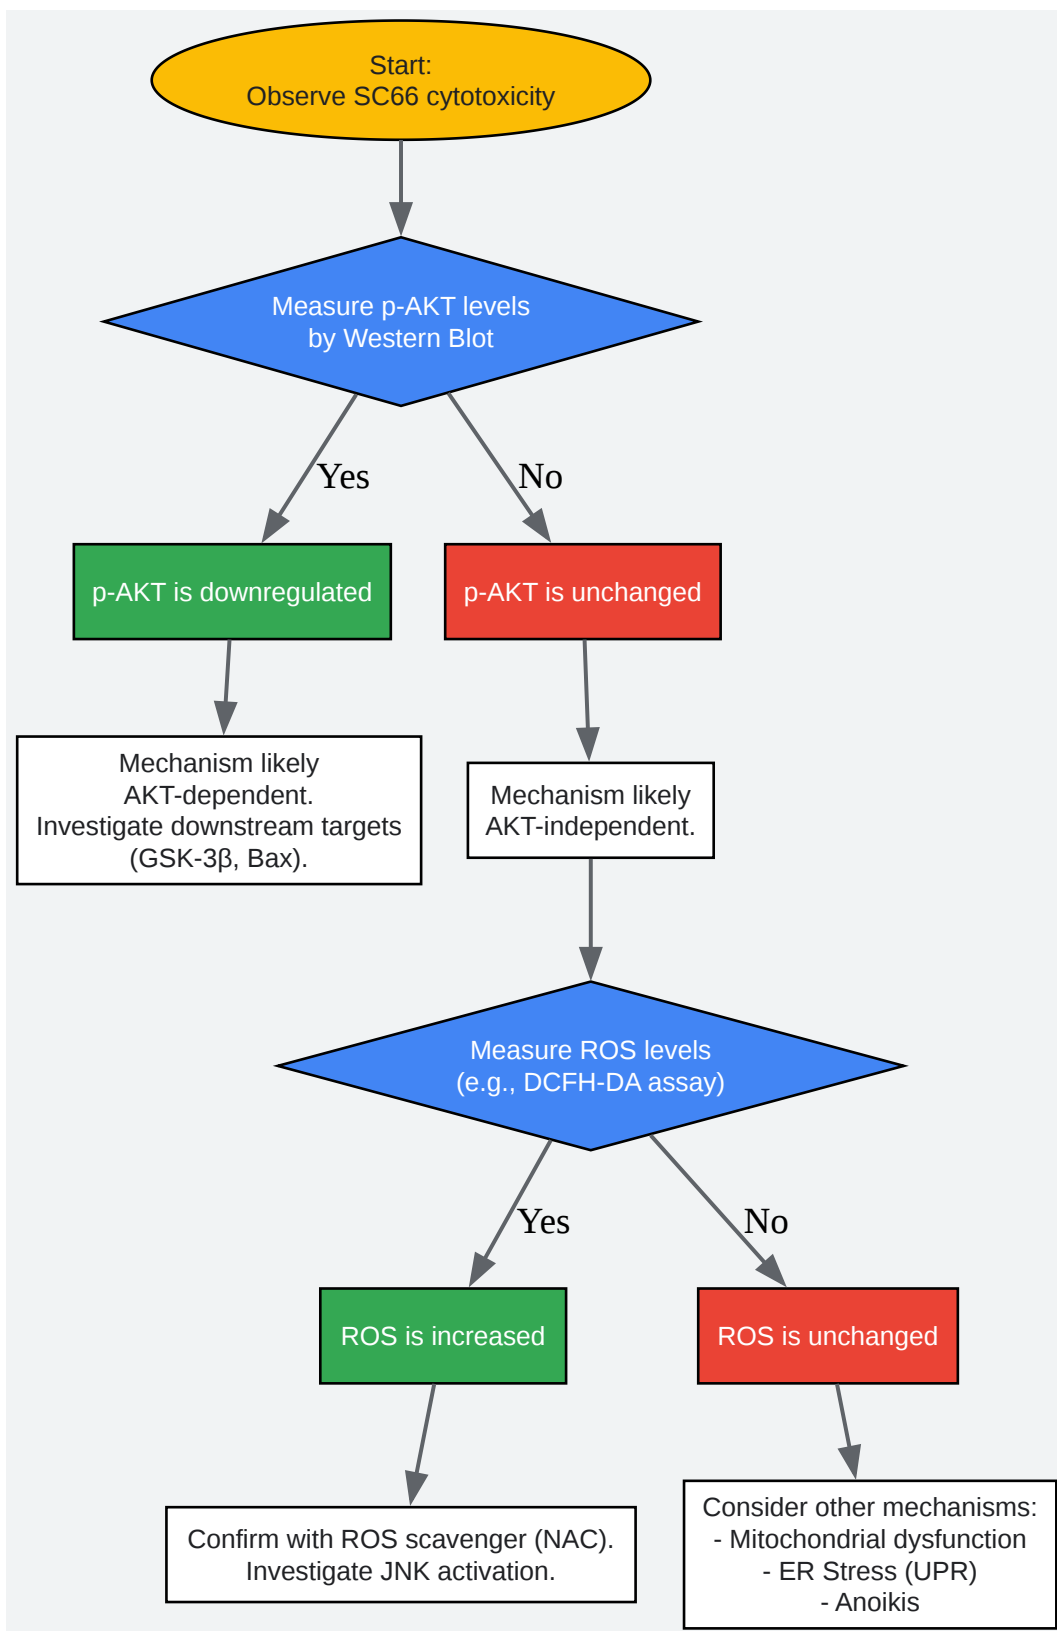 Start:
Observe SC66 cytotoxicity
Measure p-AKT levels
by Western Blot
Yes
No
p-AKT is downregulated
p-AKT is unchanged
Mechanism likely
AKT-dependent.
Investigate downstream targets
(GSK-3β, Bax).
Mechanism likely
AKT-independent.
Measure ROS levels
(e.g., DCFH-DA assay)
Yes
No
ROS is increased
ROS is unchanged
Confirm with ROS scavenger (NAC).
Investigate JNK activation.
Consider other mechanisms:
- Mitochondrial dysfunction
- ER Stress (UPR)
- Anoikis